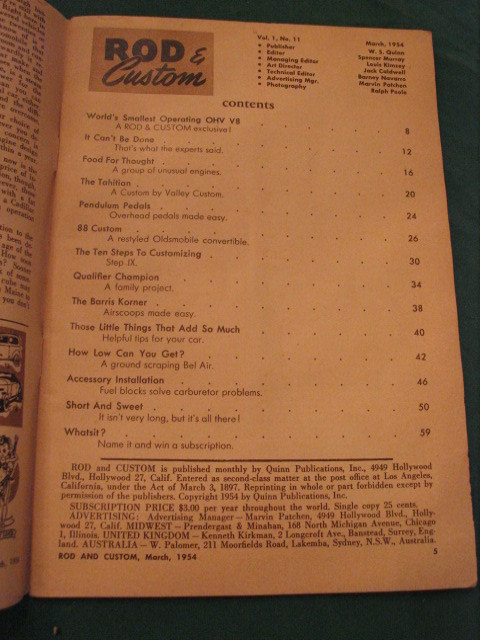 ROD &
Custom
Vol. 1, No. 11 March, 1954
• Publisher W. S. Quinn
• Editor Spencer Murray
• Managing Editor Louis Kimzey
• Art Director Jack Caldwell
• Technical Editor Barney Navarro
• Advertising Mgr. Marvin Patchen
• Photography Ralph Poole
contents
World's Smallest Operating OHV V8 8
A ROD & CUSTOM exclusive!
It Can't Be Done 12
That's what the experts said.
Food For Thought 16
A group of unusual engines.
The Tahitian 20
A Custom by Valley Custom.
Pendulum Pedals 24
Overhead pedals made easy.
88 Custom 26
A restyled Oldsmobile convertible.
The Ten Steps To Customizing 30
Step IX.
Qualifier Champion 34
A family project.
The Barris Korner 38
Airscoops made easy.
Those Little Things That Add So Much 40
Helpful tips for your car.
How Low Can You Get? 42
A ground scraping Bel Air.
Accessory Installation 46
Fuel blocks solve carburetor problems.
Short And Sweet 50
It isn't very long, but it's all there!
Whatsit? 59
Name it and win a subscription.
ROD and CUSTOM is published monthly by Quinn Publications, Inc., 4949 Hollywood
Blvd., Hollywood 27, Calif. Entered as second-class matter at the post office at Los Angeles,
California, under the Act of March 3, 1897. Reprinting in whole or part forbidden except by
permission of the publishers. Copyright 1954 by Quinn Publications, Inc.
SUBSCRIPTION PRICE $3.00 per year throughout the world. Single copy 25 cents.
ADVERTISING: Advertising Manager — Marvin Patchen, 4949 Hollywood Blvd., Holly-
wood 27, Calif. MIDWEST — Prendergast & Minahan, 168 North Michigan Avenue, Chicago
1, Illinois. UNITED KINGDOM — Kenneth Kirkman, 2 Longcroft Ave., Banstead, Surrey, Eng-
land. AUSTRALIA — W. Palomer, 211 Moorfields Road, Lakemba, Sydney, N.S.W., Australia.
ROD AND CUSTOM, March, 1954 5